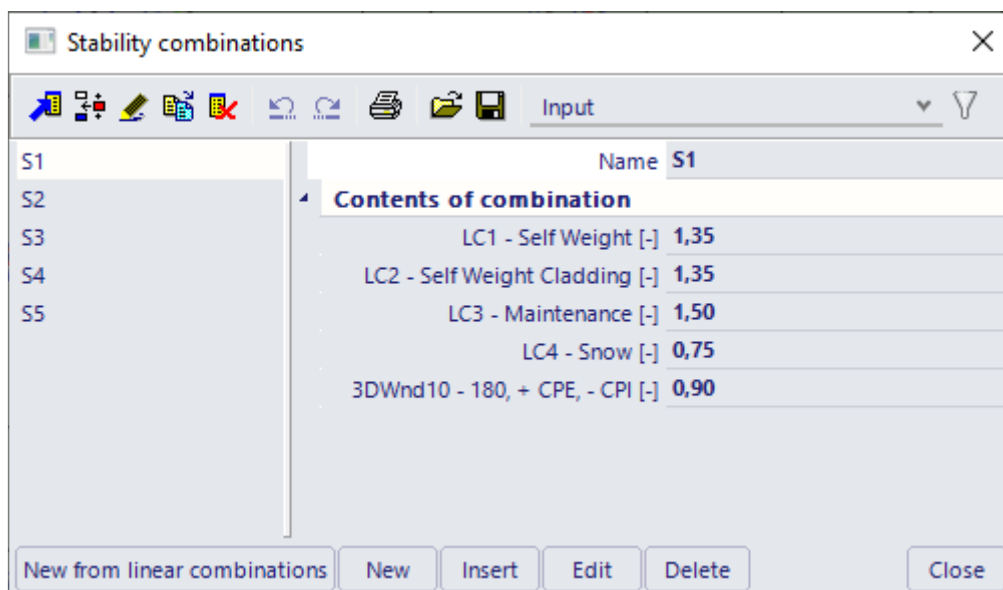 Stability combinations
Input
S1
S2
S3
S4
S5
Name S1
Contents of combination
LC1 - Self Weight [-] 1,35
LC2 - Self Weight Cladding [-] 1,35
LC3 - Maintenance [-] 1,50
LC4 - Snow [-] 0,75
3DWnd10 - 180, + CPE, - CPI [-] 0,90
New from linear combinations New Insert Edit Delete Close